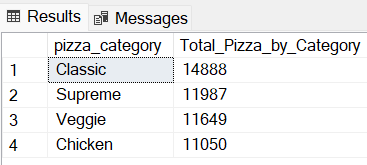 Results Messages
pizza_category Total_Pizza_by_Category
1 Classic 14888
2 Supreme 11987
3 Veggie 11649
4 Chicken 11050